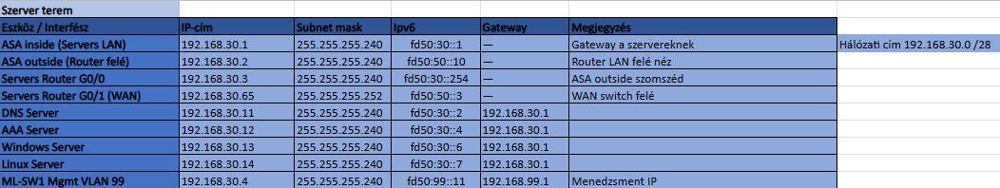 Szerver terem
Eszköz / Interfész IP-cím Subnet mask Ipv6 Gateway Megjegyzés
ASA inside (Servers LAN) 192.168.30.1 255.255.255.240 fd50:30::1 — Gateway a szervereknek Hálózati cím 192.168.30.0 /28
ASA outside (Router felé) 192.168.30.2 255.255.255.240 fd50:50::10 — Router LAN felé néz
Servers Router G0/0 192.168.30.3 255.255.255.240 fd50:30::254 — ASA outside szomszéd
Servers Router G0/1 (WAN) 192.168.30.65 255.255.255.252 fd50:50::3 — WAN switch felé
DNS Server 192.168.30.11 255.255.255.240 fd50:30::2 192.168.30.1
AAA Server 192.168.30.12 255.255.255.240 fd50:30::4 192.168.30.1
Windows Server 192.168.30.13 255.255.255.240 fd50:30::6 192.168.30.1
Linux Server 192.168.30.14 255.255.255.240 fd50:30::7 192.168.30.1
ML-SW1 Mgmt VLAN 99 192.168.30.4 255.255.255.240 fd50:99::11 192.168.99.1 Menedzsment IP